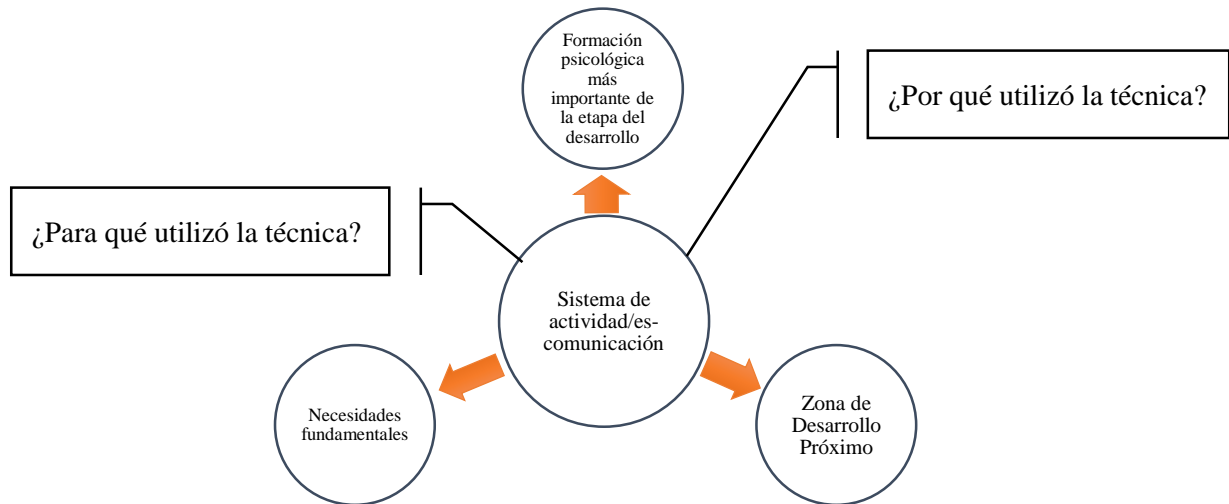 Formación
psicológica
más
importante de
la etapa del
desarrollo
¿Por qué utilizó la técnica?
¿Para qué utilizó la técnica?
Sistema de
actividad/es-
comunicación
Necesidades
fundamentales
Zona de
Desarrollo
Próximo